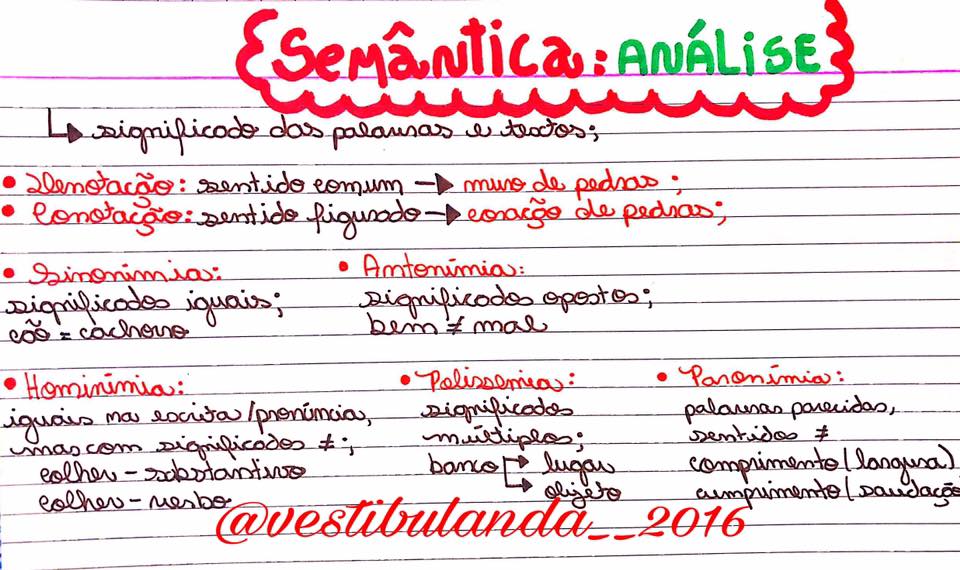 Semântica: ANÁLISE
significado das palavras e textos;
• Denotação: sentido comum → muro de pedras;
• Conotação: sentido figurado → coração de pedras;
• Sinonímia:
significados iguais;
cão = cachorro
• Antonímia:
significados opostos;
bem ≠ mal
• Hominímia:
iguais na escrita/pronúncia,
mas com significados ≠;
colher - substantivo
colher - verbo
• Polissemia:
significados
múltiplos;
banco → lugar
→ objeto
• Paronímia:
palavras parecidas,
sentidos ≠
comprimento (largura)
cumprimento (saudação
@vestibulanda__2016